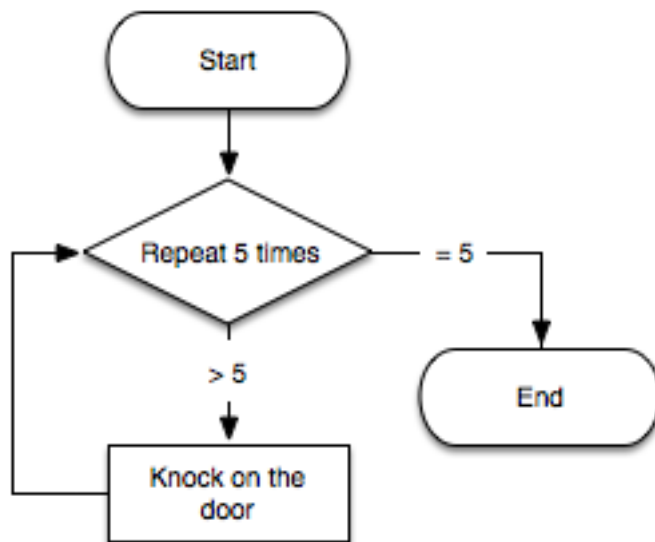 Start
Repeat 5 times
= 5
> 5
End
Knock on the
door